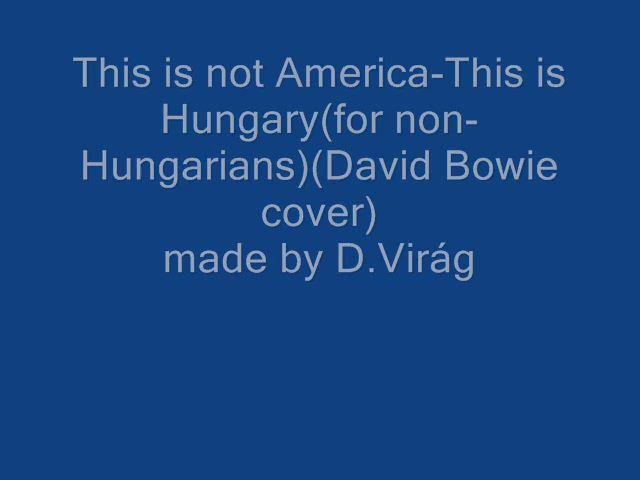 This is not America-This is
Hungary(for non-
Hungarians)(David Bowie
cover)
made by D.Virág